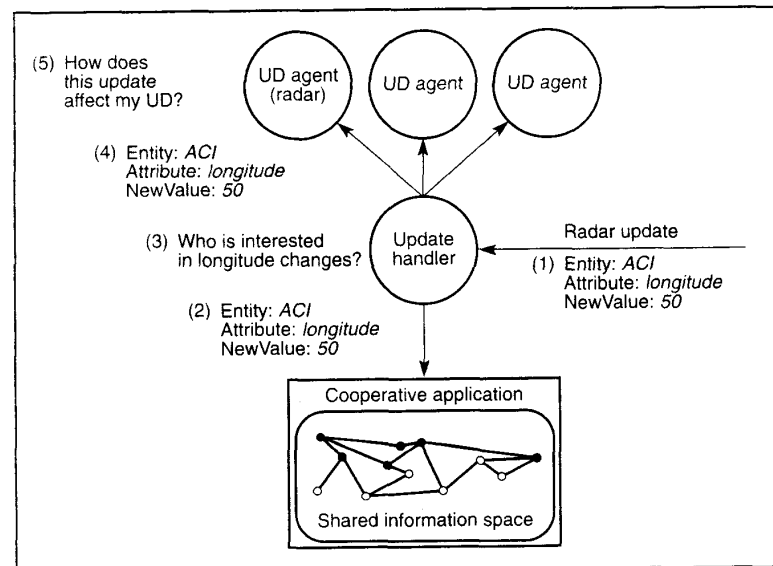 (5) How does
this update
affect my UD?
UD agent
(radar)
UD agent
UD agent
(4) Entity: ACI
Attribute: longitude
NewValue: 50
(3) Who is interested
in longitude changes?
Update
handler
Radar update
(1) Entity: ACI
Attribute: longitude
NewValue: 50
(2) Entity: ACI
Attribute: longitude
NewValue: 50
Cooperative application
Shared information space